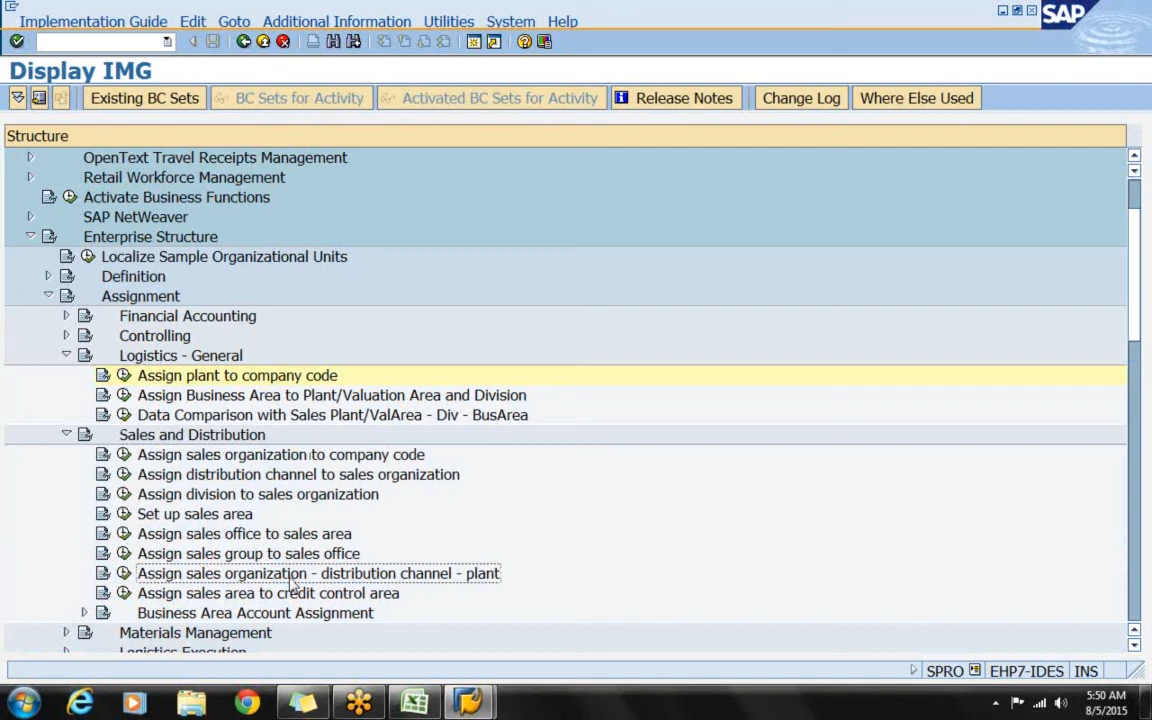 Implementation Guide Edit Goto Additional Information Utilities System Help
SAP
Display IMG
Existing BC Sets BC Sets for Activity Activated BC Sets for Activity Release Notes Change Log Where Else Used
Structure
OpenText Travel Receipts Management
Retail Workforce Management
Activate Business Functions
SAP NetWeaver
Enterprise Structure
Localize Sample Organizational Units
Definition
Assignment
Financial Accounting
Controlling
Logistics - General
Assign plant to company code
Assign Business Area to Plant/Valuation Area and Division
Data Comparison with Sales Plant/ValArea - Div - BusArea
Sales and Distribution
Assign sales organization to company code
Assign distribution channel to sales organization
Assign division to sales organization
Set up sales area
Assign sales office to sales area
Assign sales group to sales office
Assign sales organization - distribution channel - plant
Assign sales area to credit control area
Business Area Account Assignment
Materials Management
Logistics Execution
SPRO EHP7-IDES INS
5:50 AM
8/5/2015